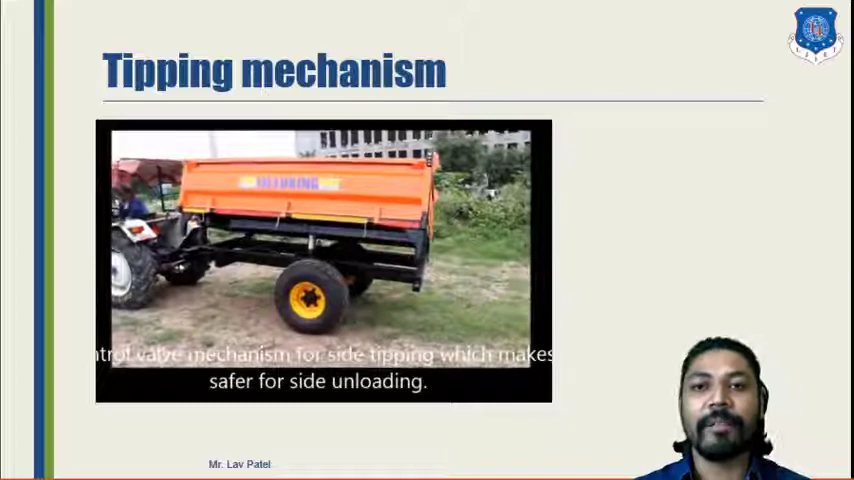 Tipping mechanism
ntrol valve mechanism for side tipping which makes
safer for side unloading.
Mr. Lav Patel